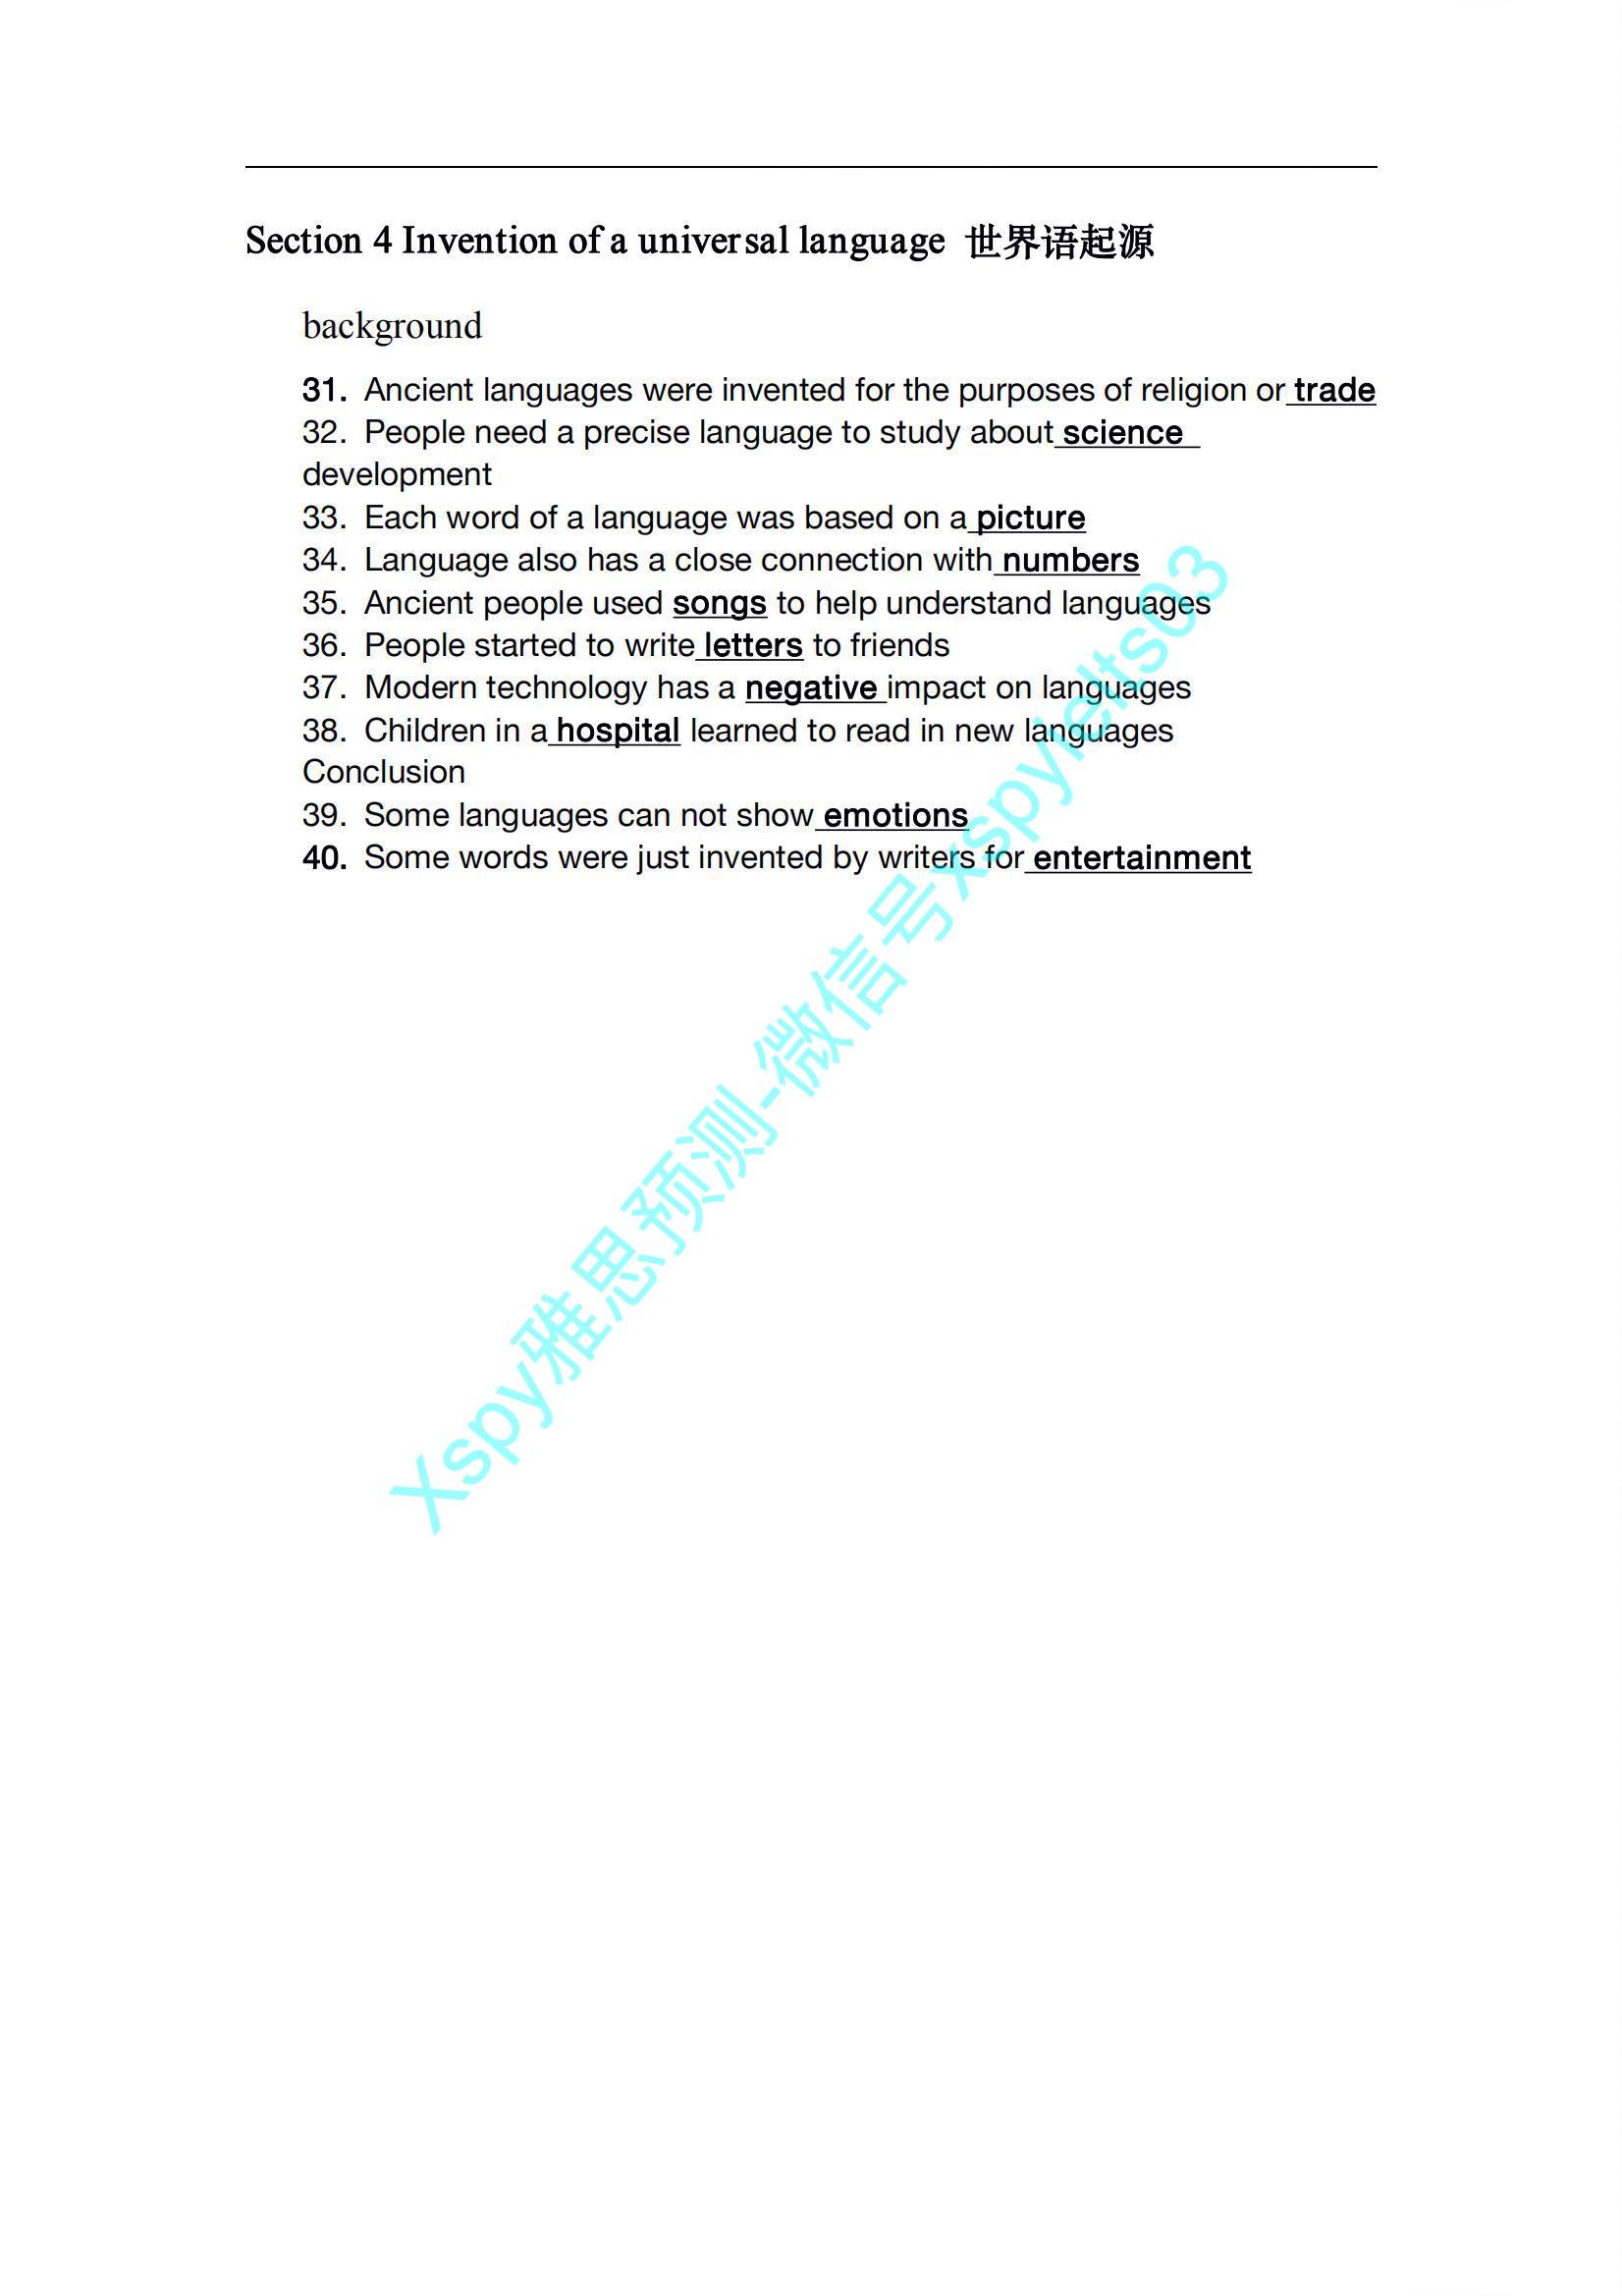 Section 4 Invention of a universal language 世界语起源
background
31. Ancient languages were invented for the purposes of religion or trade
32. People need a precise language to study about science
development
33. Each word of a language was based on a picture
34. Language also has a close connection with numbers
35. Ancient people used songs to help understand languages
36. People started to write letters to friends
37. Modern technology has a negative impact on languages
38. Children in a hospital learned to read in new languages
Conclusion
39. Some languages can not show emotions
40. Some words were just invented by writers for entertainment
Xspy雅思预测-微信号xspyielts03